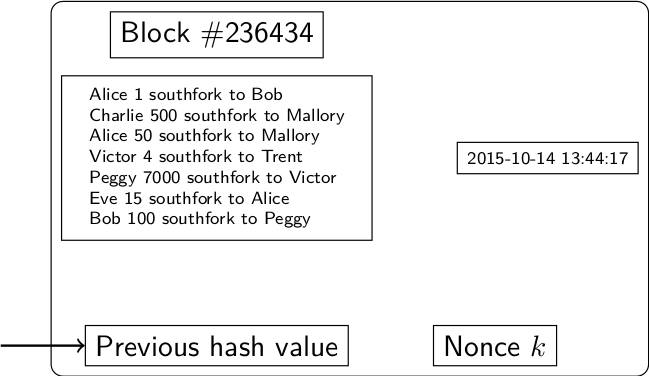 Block #236434
Alice 1 southfork to Bob
Charlie 500 southfork to Mallory
Alice 50 southfork to Mallory
Victor 4 southfork to Trent
Peggy 7000 southfork to Victor
Eve 15 southfork to Alice
Bob 100 southfork to Peggy
2015-10-14 13:44:17
Previous hash value
Nonce k